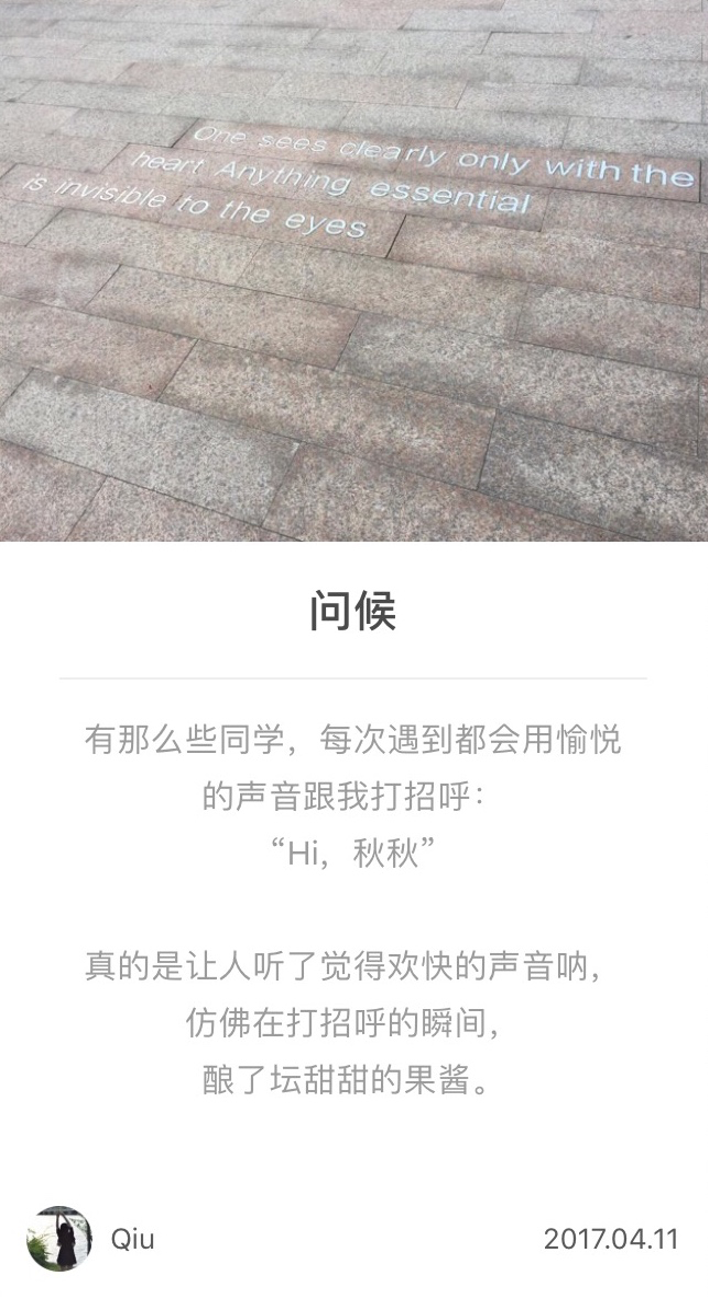 One sees clearly only with the
heart Anything essential
is invisible to the eyes
问候
有那么些同学，每次遇到都会用愉悦
的声音跟我打招呼：
“Hi，秋秋”
真的是让人听了觉得欢快的声音呐，
仿佛在打招呼的瞬间，
酿了坛甜甜的果酱。
Qiu
2017.04.11